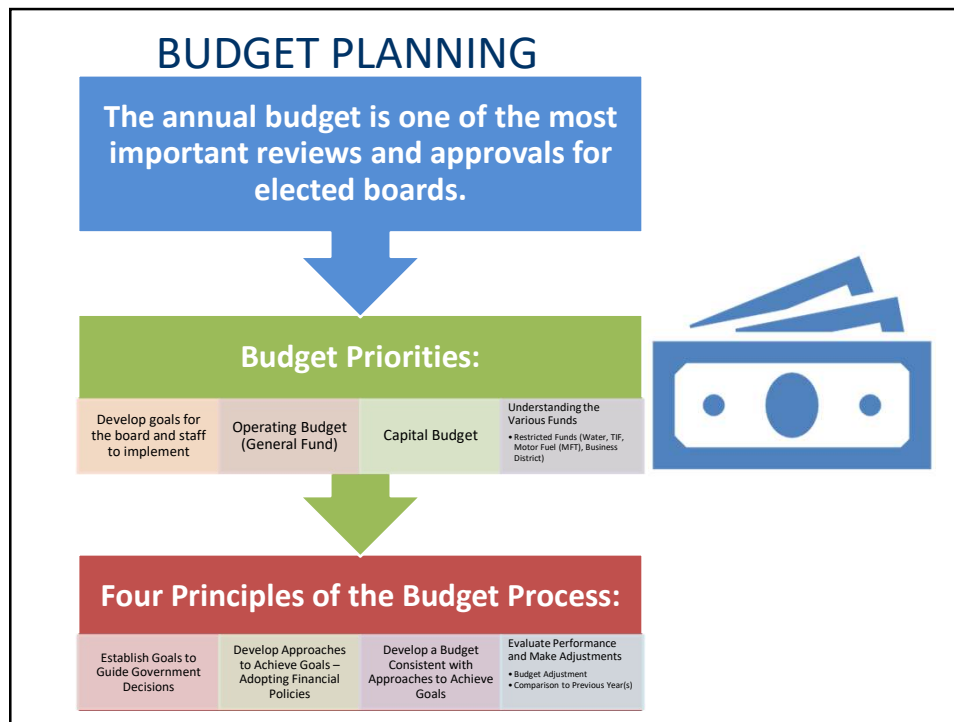 BUDGET PLANNING
The annual budget is one of the most
important reviews and approvals for
elected boards.
Budget Priorities:
Develop goals for
the board and staff
to implement
Operating Budget
(General Fund)
Capital Budget
Understanding the
Various Funds
• Restricted Funds (Water, TIF,
Motor Fuel (MFT), Business
District)
Four Principles of the Budget Process:
Establish Goals to
Guide Government
Decisions
Develop Approaches
to Achieve Goals –
Adopting Financial
Policies
Develop a Budget
Consistent with
Approaches to Achieve
Goals
Evaluate Performance
and Make Adjustments
• Budget Adjustment
• Comparison to Previous Year(s)